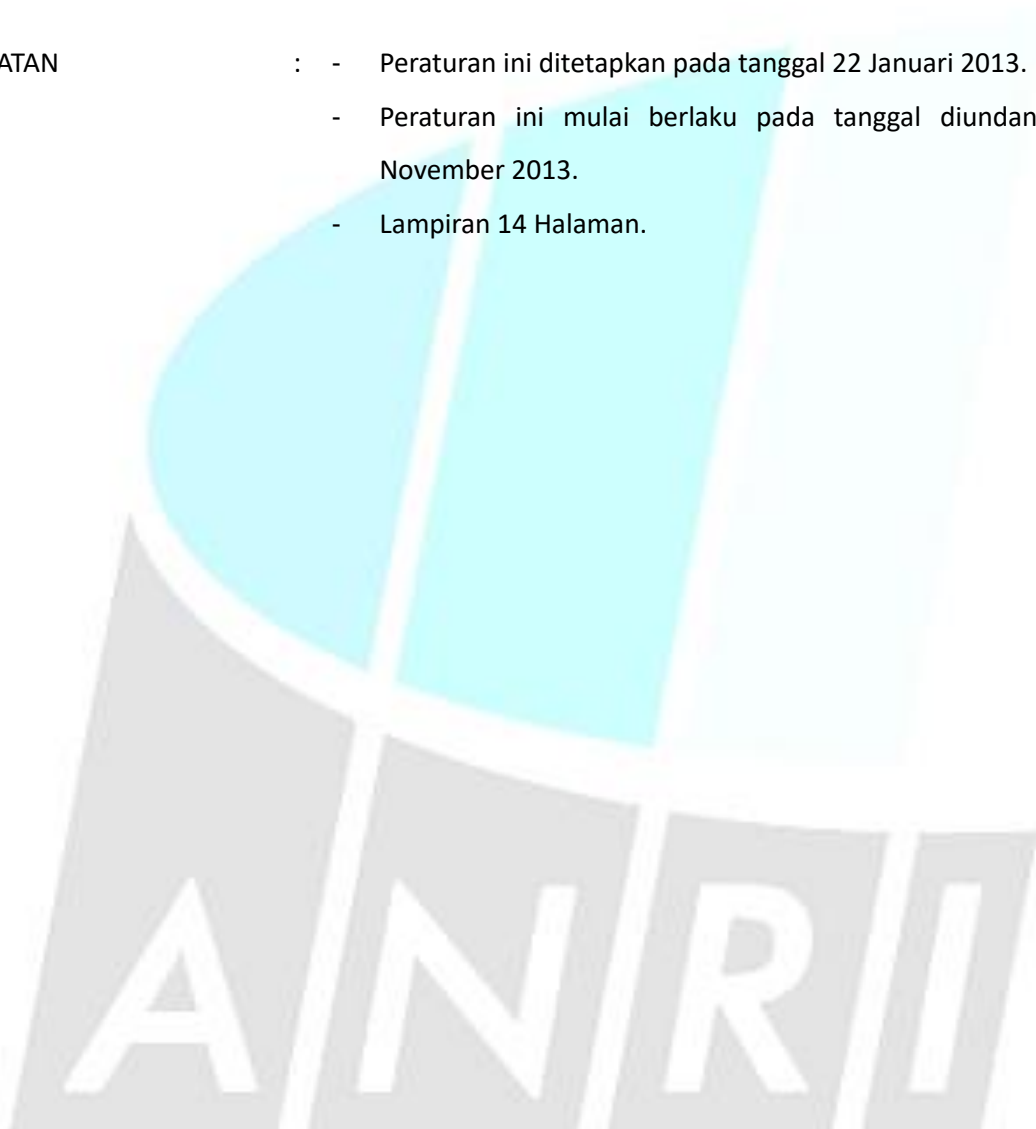 ATAN : - Peraturan ini ditetapkan pada tanggal 22 Januari 2013.
- Peraturan ini mulai berlaku pada tanggal diundan
November 2013.
- Lampiran 14 Halaman.
ANRI